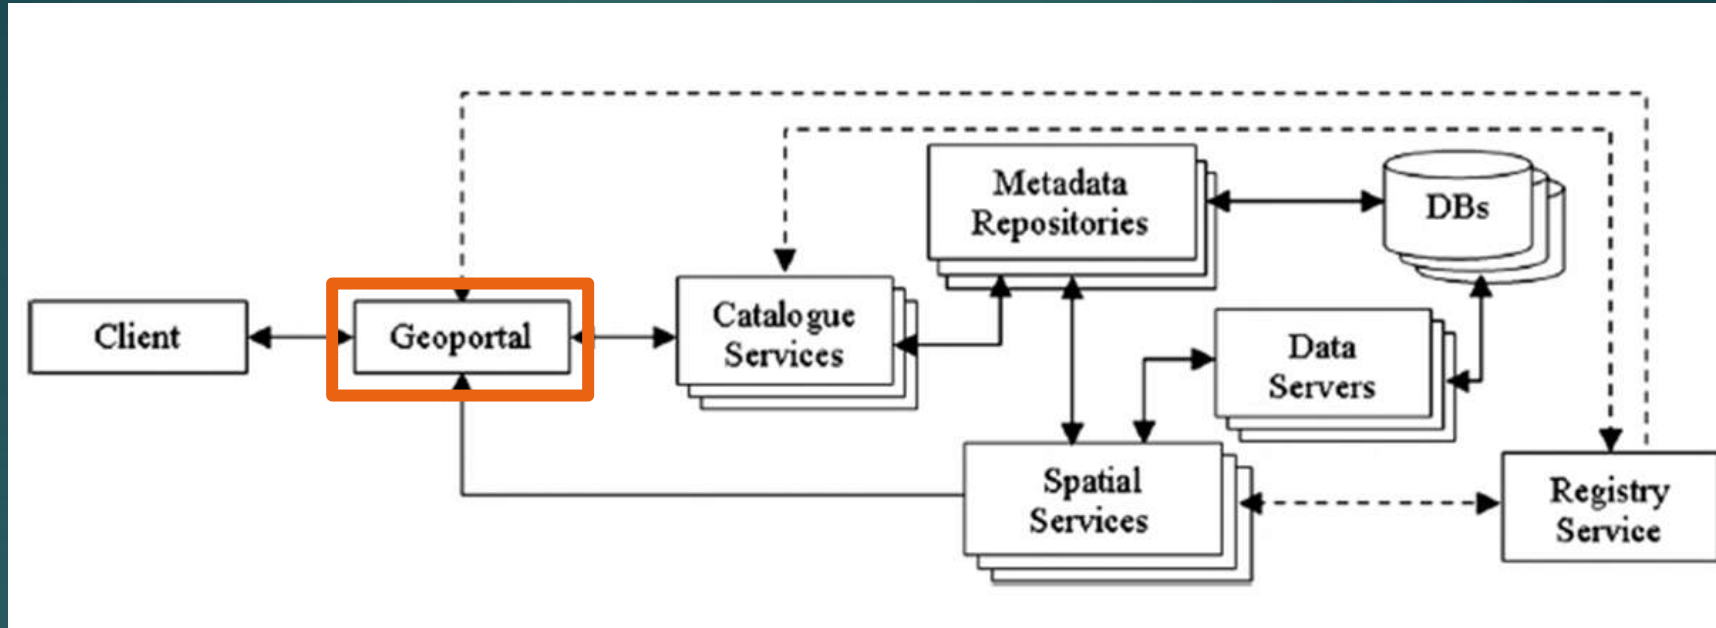 Metadata
Repositories
DBs
Client
Geoportal
Catalogue
Services
Data
Servers
Spatial
Services
Registry
Service